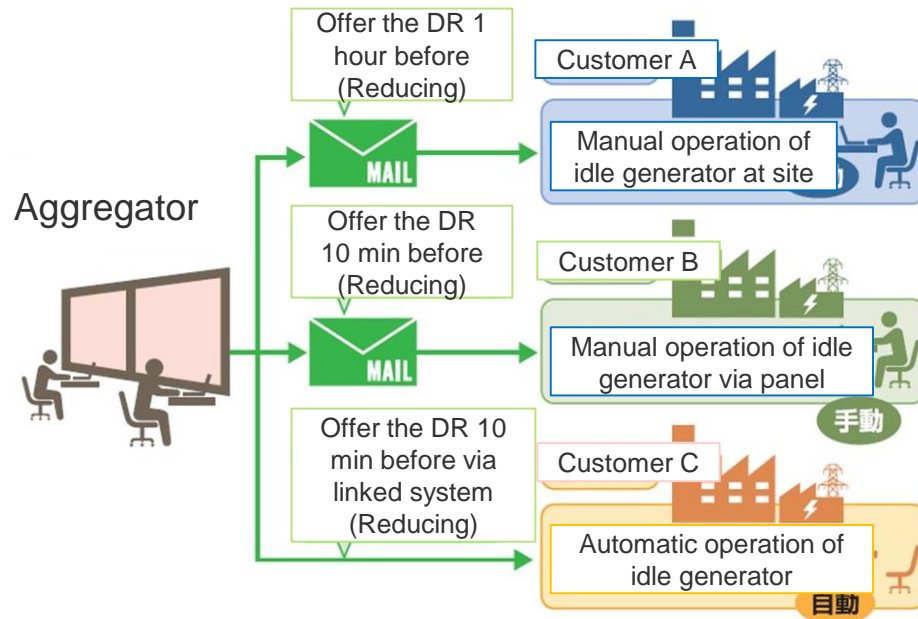 Offer the DR 1
hour before
(Reducing)
Customer A
MAIL
Manual operation of
idle generator at site
Aggregator
Offer the DR
10 min before
(Reducing)
Customer B
MAIL
Manual operation of idle
generator via panel
手動
Offer the DR 10
min before via
linked system
(Reducing)
Customer C
Automatic operation of
idle generator
自動